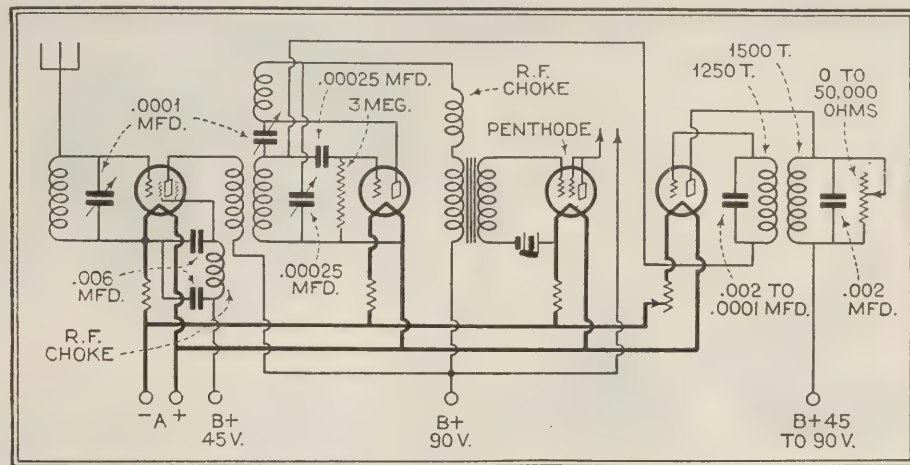 .0001
MFD.
.00025 MFD.
3 MEG.
R.F.
CHOKE
PENTHODE
1500 T.
1250 T.
0 TO
50,000
OHMS
.006
MFD.
R.F.
CHOKE
.00025
MFD.
.002 TO
.0001 MFD.
.002
MFD.
- A +
B+
45 V.
B+
90 V.
B+45
TO 90 V.